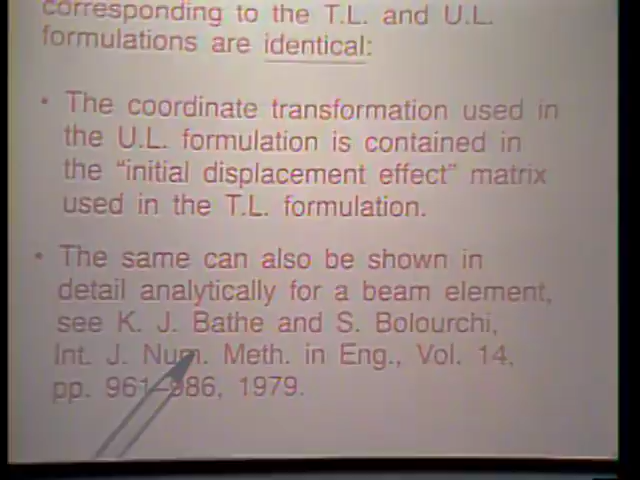 corresponding to the T.L. and U.L.
formulations are identical:
• The coordinate transformation used in
the U.L. formulation is contained in
the "initial displacement effect" matrix
used in the T.L. formulation.
• The same can also be shown in
detail analytically for a beam element,
see K. J. Bathe and S. Bolourchi,
Int. J. Num. Meth. in Eng., Vol. 14,
pp. 961-986, 1979.